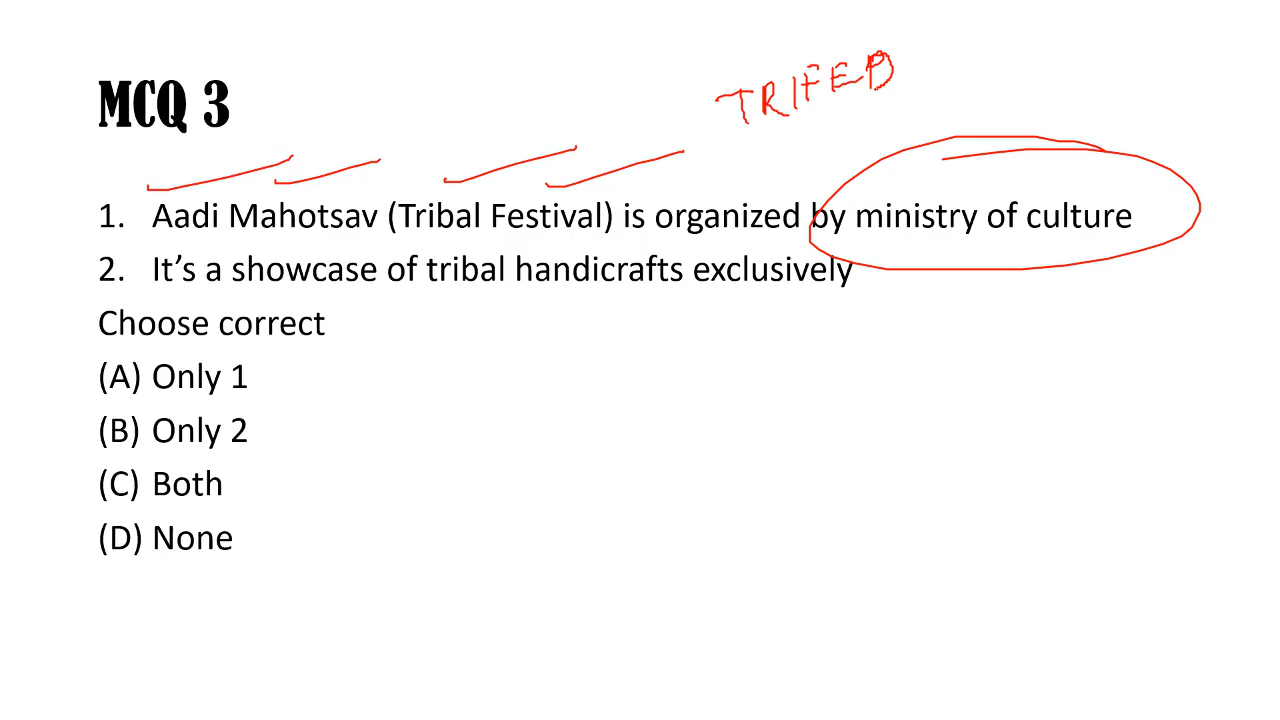 TRIFED
MCQ 3
1. Aadi Mahotsav (Tribal Festival) is organized by ministry of culture
2. It’s a showcase of tribal handicrafts exclusively
Choose correct
(A) Only 1
(B) Only 2
(C) Both
(D) None